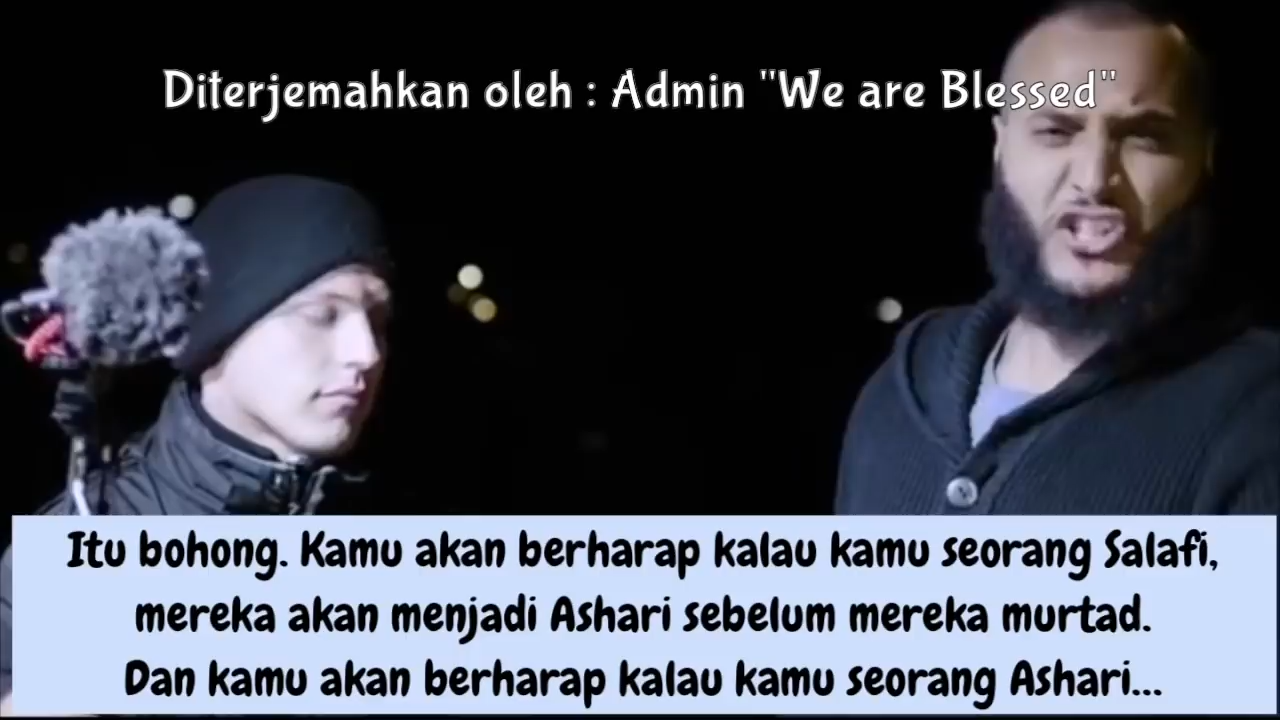 Diterjemahkan oleh : Admin "We are Blessed"
Itu bohong. Kamu akan berharap kalau kamu seorang Salafi,
mereka akan menjadi Ashari sebelum mereka murtad.
Dan kamu akan berharap kalau kamu seorang Ashari...